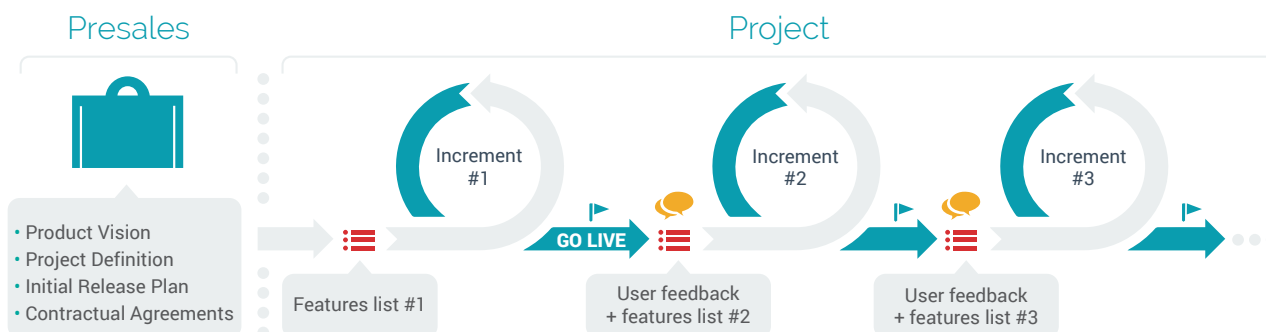 Presales
Project
Increment
#1
Increment
#2
Increment
#3
• Product Vision
• Project Definition
• Initial Release Plan
• Contractual Agreements
GO LIVE
Features list #1
User feedback
+ features list #2
User feedback
+ features list #3